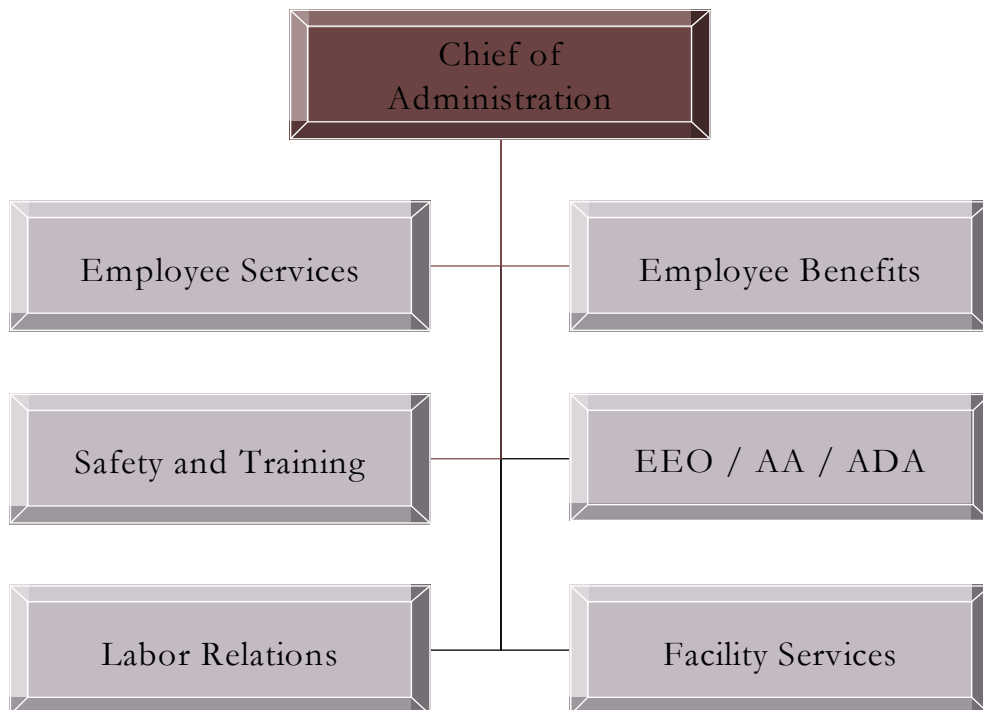 Chief of
Administration
Employee Services
Employee Benefits
Safety and Training
EEO / AA / ADA
Labor Relations
Facility Services